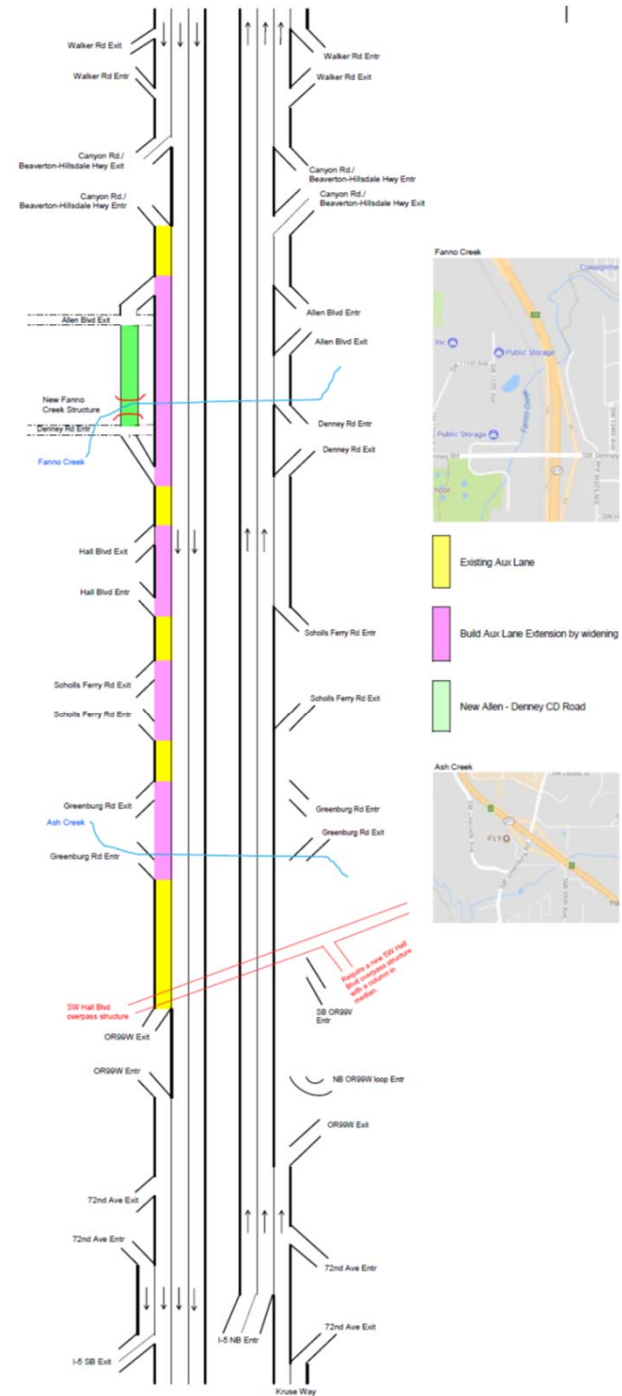 Walker Rd Exit
Walker Rd Entr
Walker Rd Entr
Walker Rd Exit
Canyon Rd./
Beaverton-Hillsdale Hwy Exit
Canyon Rd./
Beaverton-Hillsdale Hwy Entr
Canyon Rd./
Beaverton-Hillsdale Hwy Entr
Canyon Rd./
Beaverton-Hillsdale Hwy Exit
Allen Blvd Exit
Allen Blvd Entr
Allen Blvd Exit
New Fanno
Creek Structure
Denney Rd Entr
Fanno Creek
Denney Rd Entr
Denney Rd Exit
Hall Blvd Exit
Hall Blvd Entr
Scholls Ferry Rd Entr
Scholls Ferry Rd Exit
Scholls Ferry Rd Entr
Scholls Ferry Rd Exit
Greenburg Rd Exit
Ash Creek
Greenburg Rd Entr
Greenburg Rd Entr
Greenburg Rd Exit
SW Hall Blvd
overpass structure
Require a new SW Hall
Blvd overpass structure
with a column in
median.
OR99W Exit
SB OR99W
Entr
OR99W Entr
NB OR99W loop Entr
OR99W Exit
72nd Ave Exit
72nd Ave Entr
72nd Ave Entr
I-5 NB Entr
72nd Ave Exit
I-5 SB Exit
Kruse Way
Fanno Creek
Public Storage
Fanno Creek
Public Storage
Existing Aux Lane
Build Aux Lane Extension by widening
New Allen - Denney CD Road
Ash Creek
iFLY